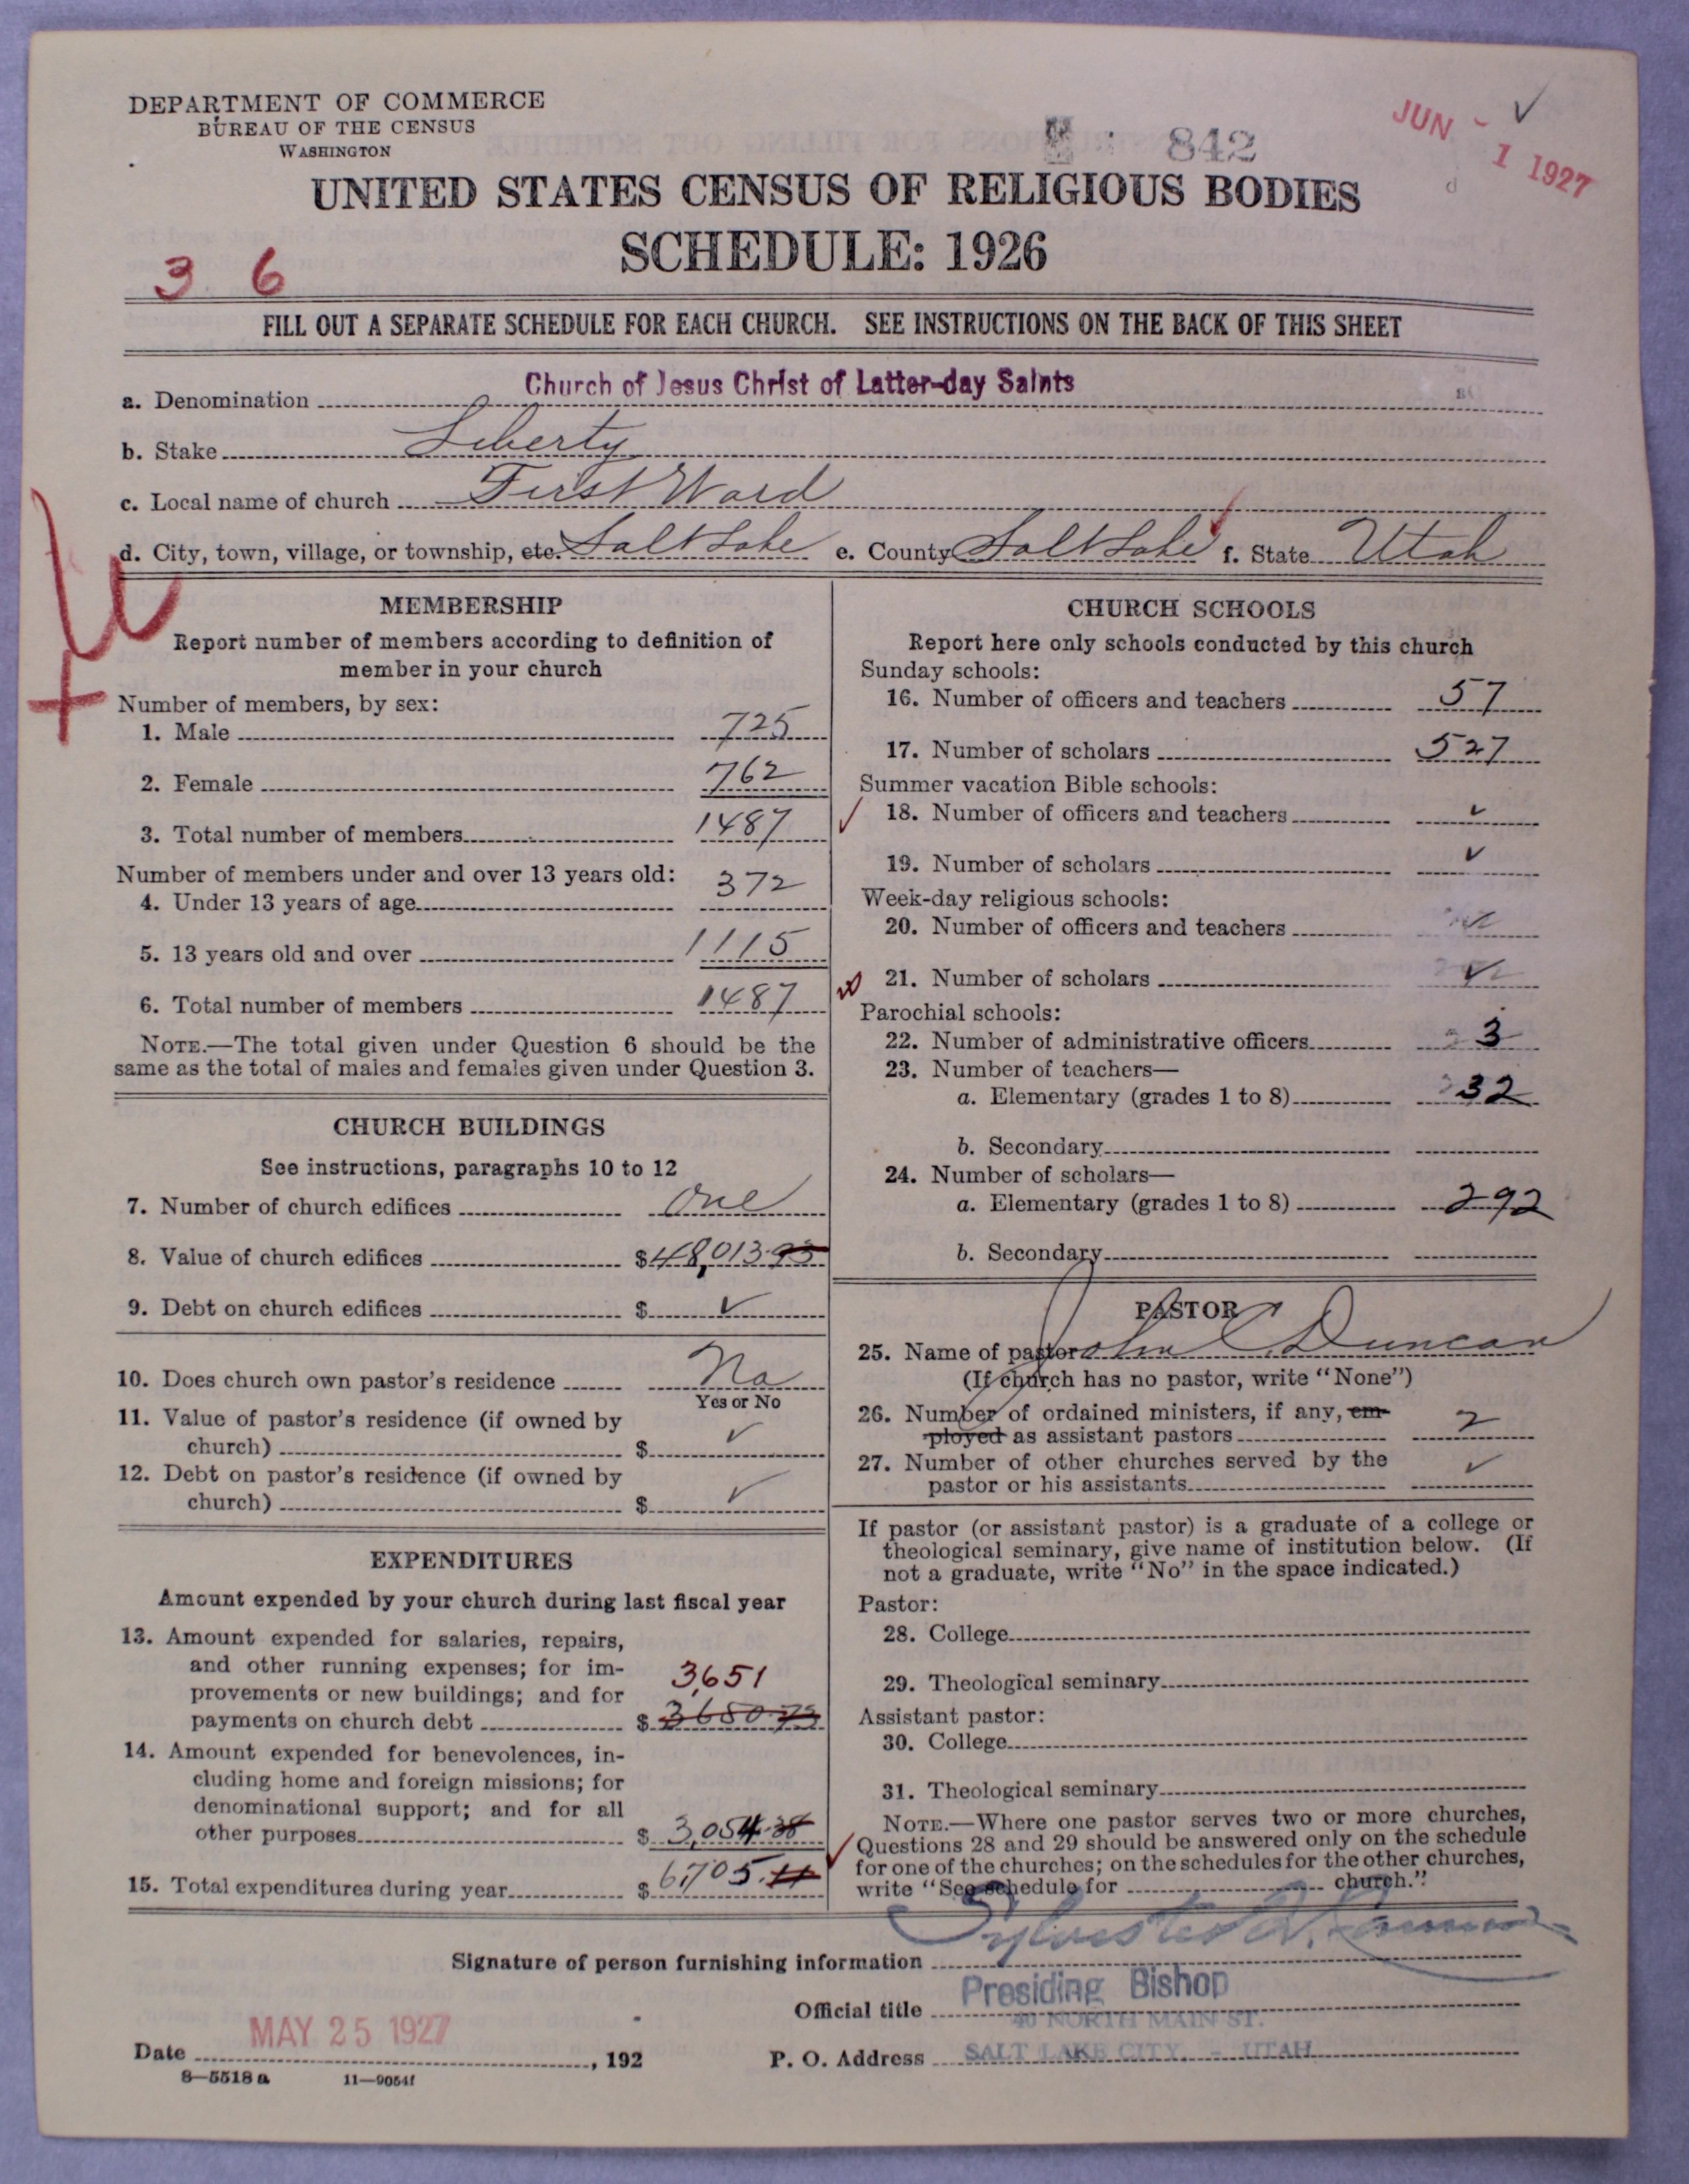 DEPARTMENT OF COMMERCE
BUREAU OF THE CENSUS
WASHINGTON
842
JUN - 1 1927
UNITED STATES CENSUS OF RELIGIOUS BODIES
SCHEDULE: 1926
3 6
FILL OUT A SEPARATE SCHEDULE FOR EACH CHURCH. SEE INSTRUCTIONS ON THE BACK OF THIS SHEET
a. Denomination Church of Jesus Christ of Latter-day Saints
b. Stake Liberty
c. Local name of church First Ward
d. City, town, village, or township, etc. Salt Lake e. County Salt Lake f. State Utah
MEMBERSHIP
Report number of members according to definition of
member in your church
Number of members, by sex:
1. Male 725
2. Female 762
3. Total number of members 1487
Number of members under and over 13 years old:
4. Under 13 years of age 372
5. 13 years old and over 1115
6. Total number of members 1487
NOTE.—The total given under Question 6 should be the
same as the total of males and females given under Question 3.
CHURCH BUILDINGS
See instructions, paragraphs 10 to 12
7. Number of church edifices one
8. Value of church edifices $48,013.93
9. Debt on church edifices $ ✓
10. Does church own pastor's residence No
Yes or No
11. Value of pastor's residence (if owned by
church) $ ✓
12. Debt on pastor's residence (if owned by
church) $ ✓
EXPENDITURES
Amount expended by your church during last fiscal year
13. Amount expended for salaries, repairs,
and other running expenses; for im-
provements or new buildings; and for 3,651
payments on church debt $ 3650.73
14. Amount expended for benevolences, in-
cluding home and foreign missions; for
denominational support; and for all
other purposes $ 3,054.38
15. Total expenditures during year $ 6,705.11
CHURCH SCHOOLS
Report here only schools conducted by this church
Sunday schools:
16. Number of officers and teachers 57
17. Number of scholars 527
Summer vacation Bible schools:
18. Number of officers and teachers ✓
19. Number of scholars ✓
Week-day religious schools:
20. Number of officers and teachers
21. Number of scholars ✓
Parochial schools:
22. Number of administrative officers 3
23. Number of teachers—
a. Elementary (grades 1 to 8) 32
b. Secondary
24. Number of scholars—
a. Elementary (grades 1 to 8) 292
b. Secondary
PASTOR
25. Name of pastor John C. Duncan
(If church has no pastor, write "None")
26. Number of ordained ministers, if any, em-
ployed as assistant pastors 2
27. Number of other churches served by the
pastor or his assistants ✓
If pastor (or assistant pastor) is a graduate of a college or
theological seminary, give name of institution below. (If
not a graduate, write "No" in the space indicated.)
Pastor:
28. College
29. Theological seminary
Assistant pastor:
30. College
31. Theological seminary
NOTE.—Where one pastor serves two or more churches,
Questions 28 and 29 should be answered only on the schedule
for one of the churches; on the schedules for the other churches,
write "See schedule for church."
Signature of person furnishing information Sylvester Q. Cannon
Official title Presiding Bishop
40 NORTH MAIN ST.
Date MAY 25 1927, 192
P. O. Address SALT LAKE CITY, - UTAH
8—5518 a 11—9054f